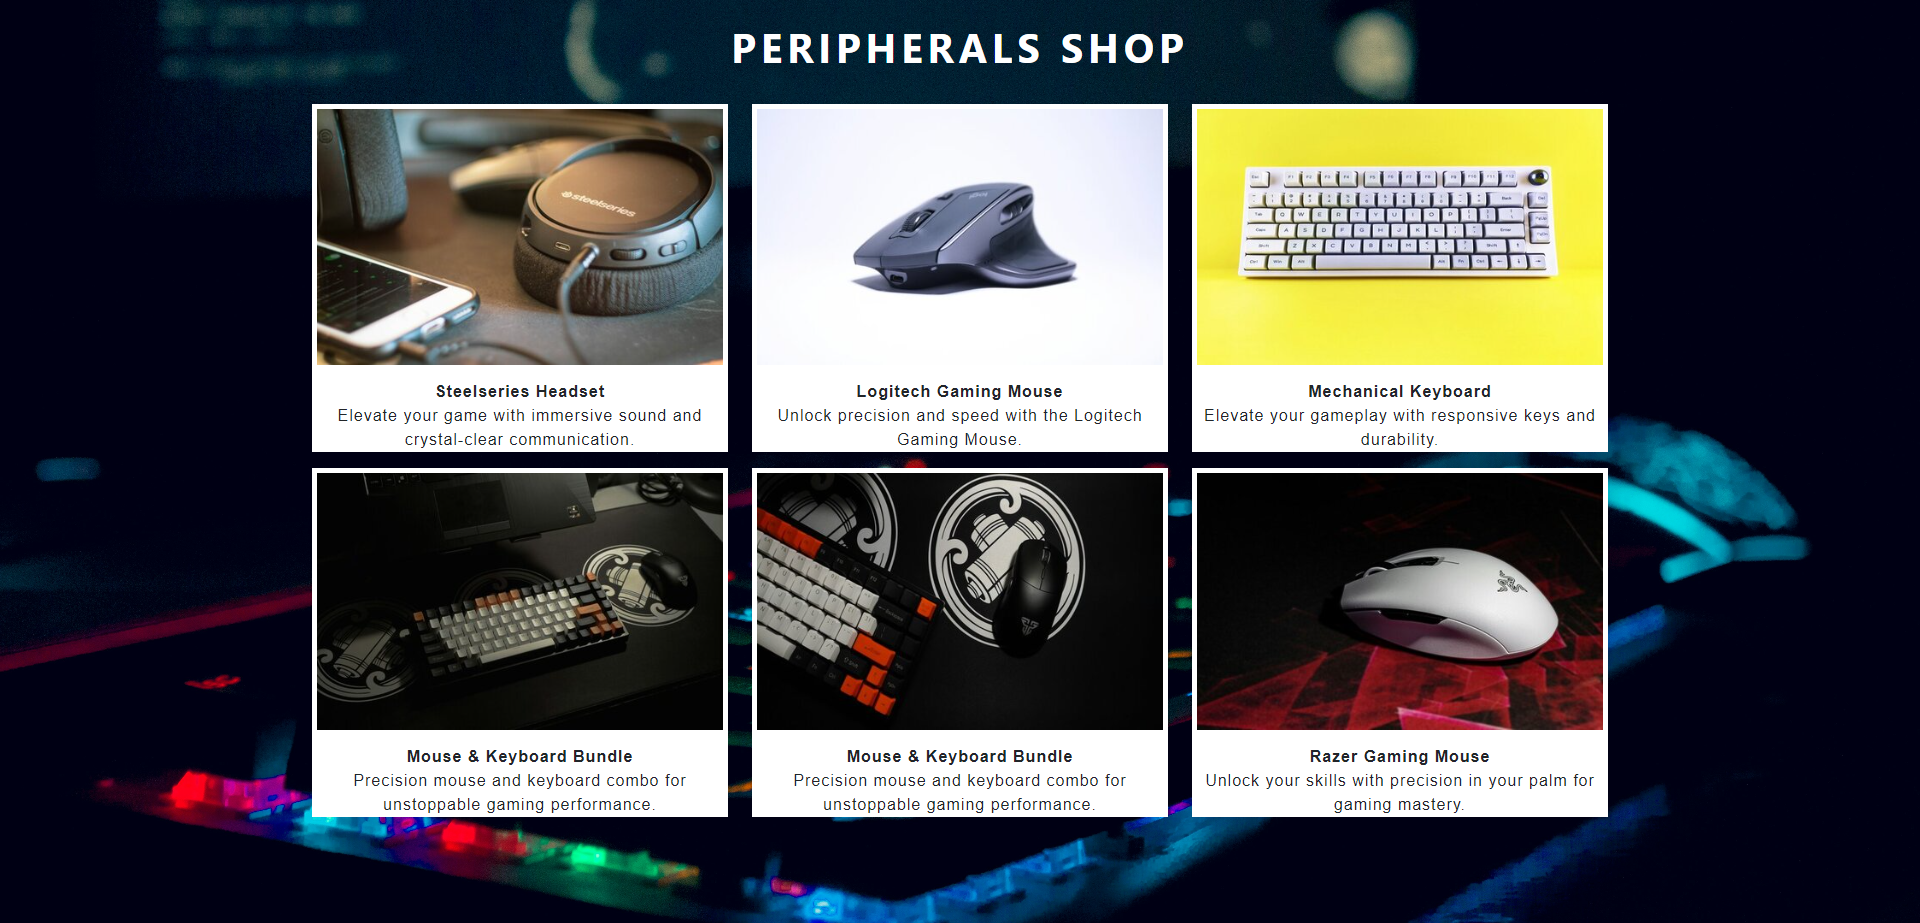 PERIPHERALS SHOP
steelseries
Steelseries Headset
Elevate your game with immersive sound and
crystal-clear communication.
Logitech Gaming Mouse
Unlock precision and speed with the Logitech
Gaming Mouse.
Mechanical Keyboard
Elevate your gameplay with responsive keys and
durability.
Mouse & Keyboard Bundle
Precision mouse and keyboard combo for
unstoppable gaming performance.
Mouse & Keyboard Bundle
Precision mouse and keyboard combo for
unstoppable gaming performance.
Razer Gaming Mouse
Unlock your skills with precision in your palm for
gaming mastery.